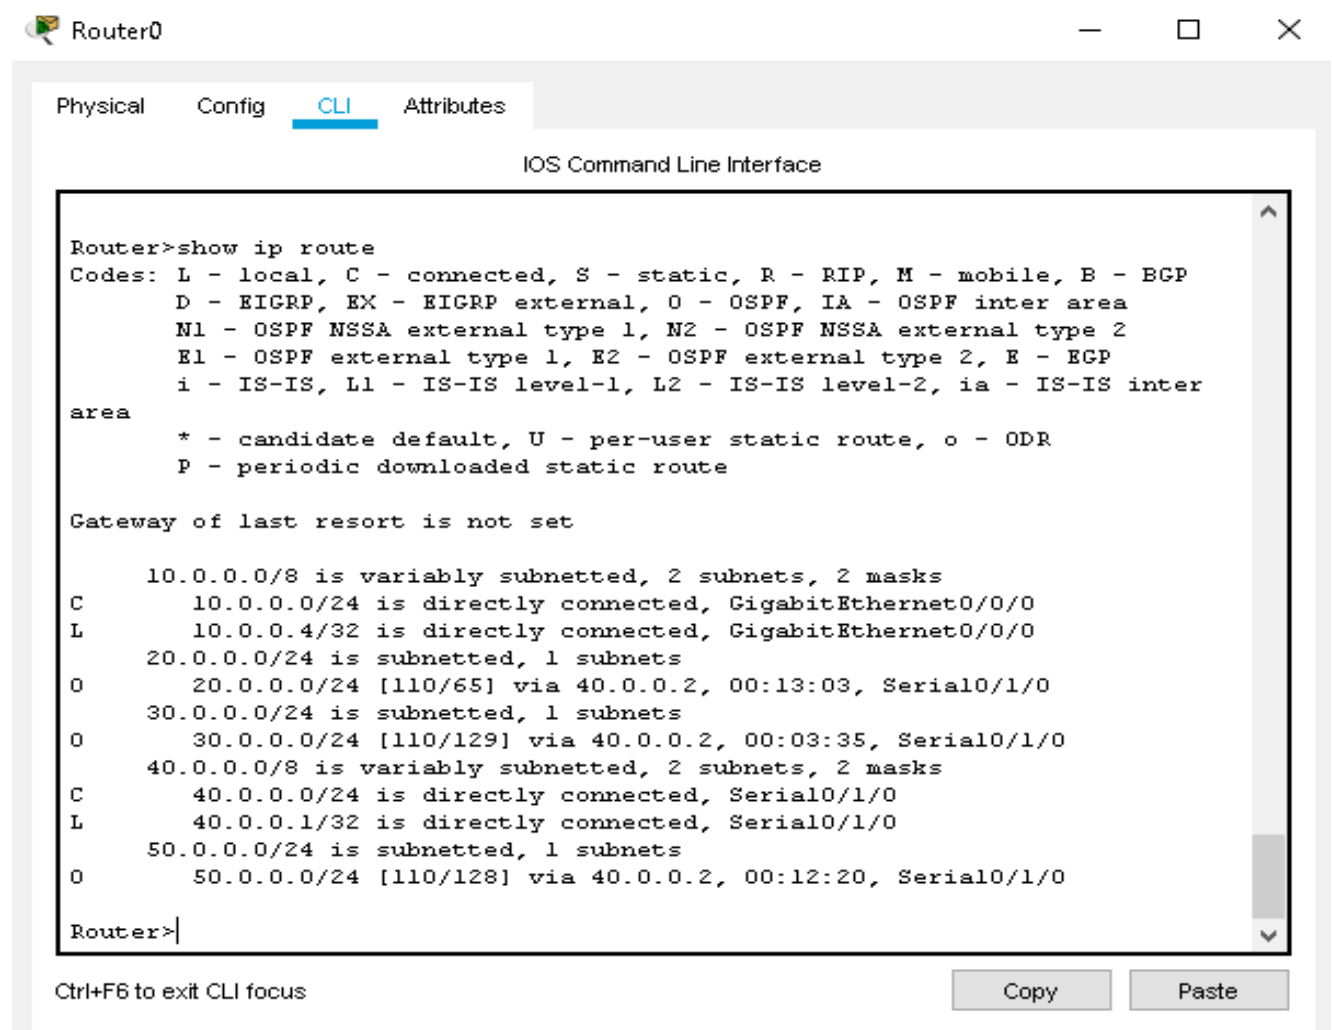 Router0
Physical Config CLI Attributes
IOS Command Line Interface
Router>show ip route
Codes: L - local, C - connected, S - static, R - RIP, M - mobile, B - BGP
D - EIGRP, EX - EIGRP external, O - OSPF, IA - OSPF inter area
N1 - OSPF NSSA external type 1, N2 - OSPF NSSA external type 2
E1 - OSPF external type 1, E2 - OSPF external type 2, E - EGP
i - IS-IS, L1 - IS-IS level-1, L2 - IS-IS level-2, ia - IS-IS inter
area
* - candidate default, U - per-user static route, o - ODR
P - periodic downloaded static route
Gateway of last resort is not set
10.0.0.0/8 is variably subnetted, 2 subnets, 2 masks
C 10.0.0.0/24 is directly connected, GigabitEthernet0/0/0
L 10.0.0.4/32 is directly connected, GigabitEthernet0/0/0
20.0.0.0/24 is subnetted, 1 subnets
O 20.0.0.0/24 [110/65] via 40.0.0.2, 00:13:03, Serial0/1/0
30.0.0.0/24 is subnetted, 1 subnets
O 30.0.0.0/24 [110/129] via 40.0.0.2, 00:03:35, Serial0/1/0
40.0.0.0/8 is variably subnetted, 2 subnets, 2 masks
C 40.0.0.0/24 is directly connected, Serial0/1/0
L 40.0.0.1/32 is directly connected, Serial0/1/0
50.0.0.0/24 is subnetted, 1 subnets
O 50.0.0.0/24 [110/128] via 40.0.0.2, 00:12:20, Serial0/1/0
Router>
Ctrl+F6 to exit CLI focus
Copy Paste